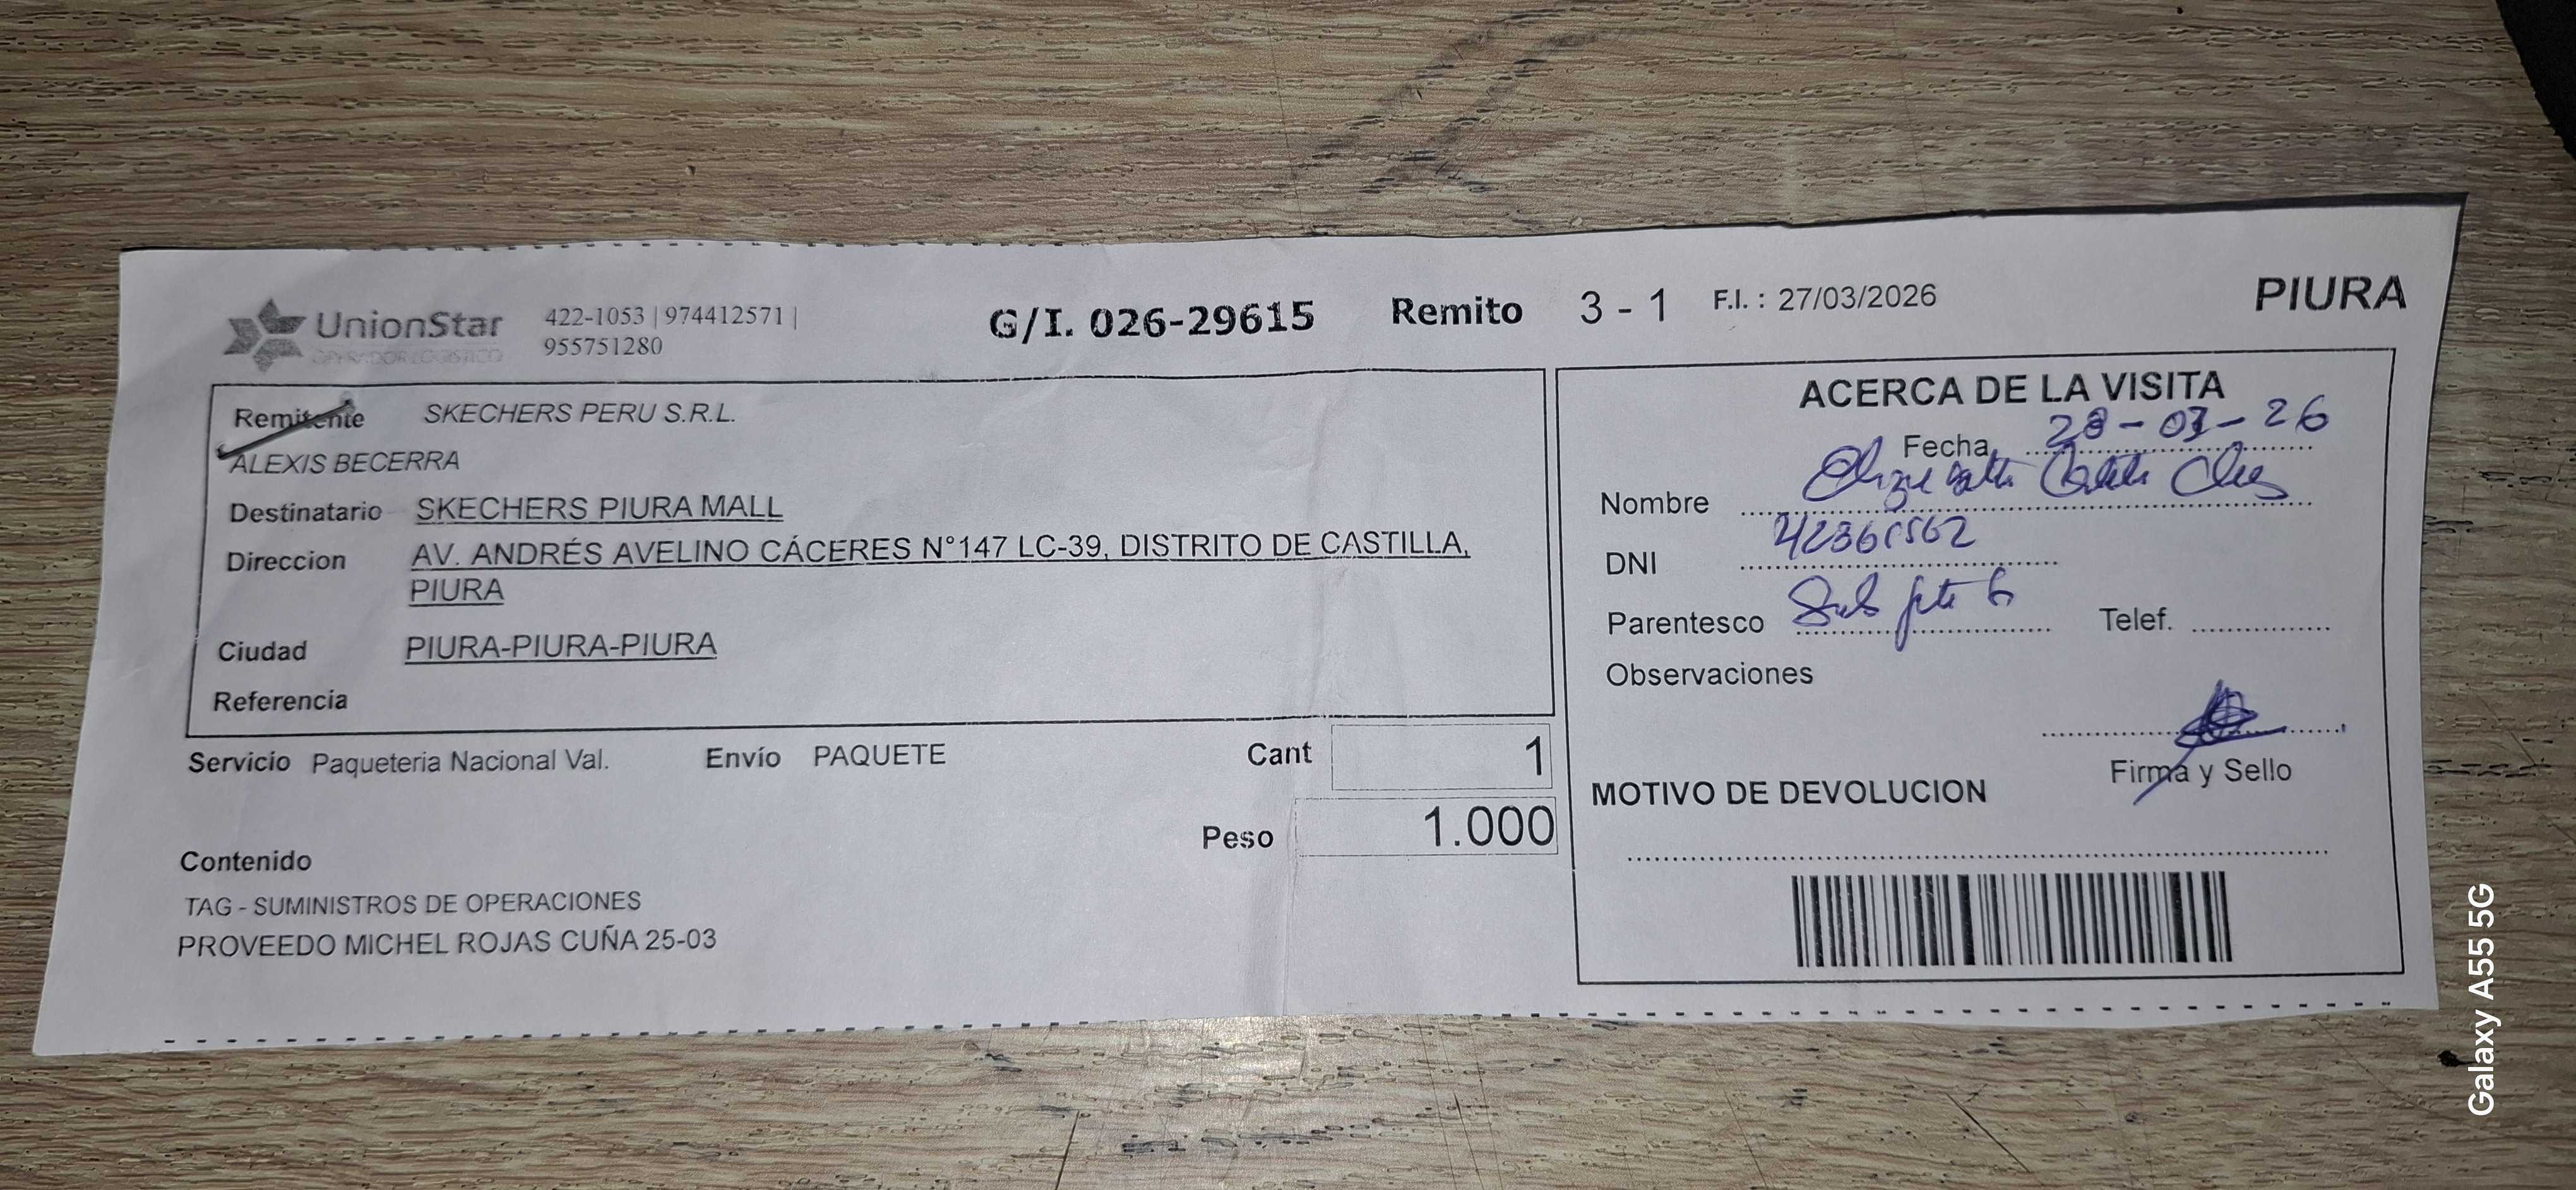 UnionStar
OPERADOR LOGISTICO
422-1053 | 974412571 |
955751280
G/I. 026-29615 Remito 3 - 1 F.I. : 27/03/2026 PIURA
Remitente SKECHERS PERU S.R.L.
ALEXIS BECERRA
Destinatario SKECHERS PIURA MALL
Direccion AV. ANDRÉS AVELINO CÁCERES N°147 LC-39, DISTRITO DE CASTILLA,
PIURA
Ciudad PIURA-PIURA-PIURA
Referencia
Servicio Paqueteria Nacional Val. Envío PAQUETE Cant 1
Peso 1.000
Contenido
TAG - SUMINISTROS DE OPERACIONES
PROVEEDO MICHEL ROJAS CUÑA 25-03
ACERCA DE LA VISITA
Fecha 28-03-26
Nombre
DNI
Parentesco Telef.
Observaciones
Firma y Sello
MOTIVO DE DEVOLUCION
Galaxy A55 5G